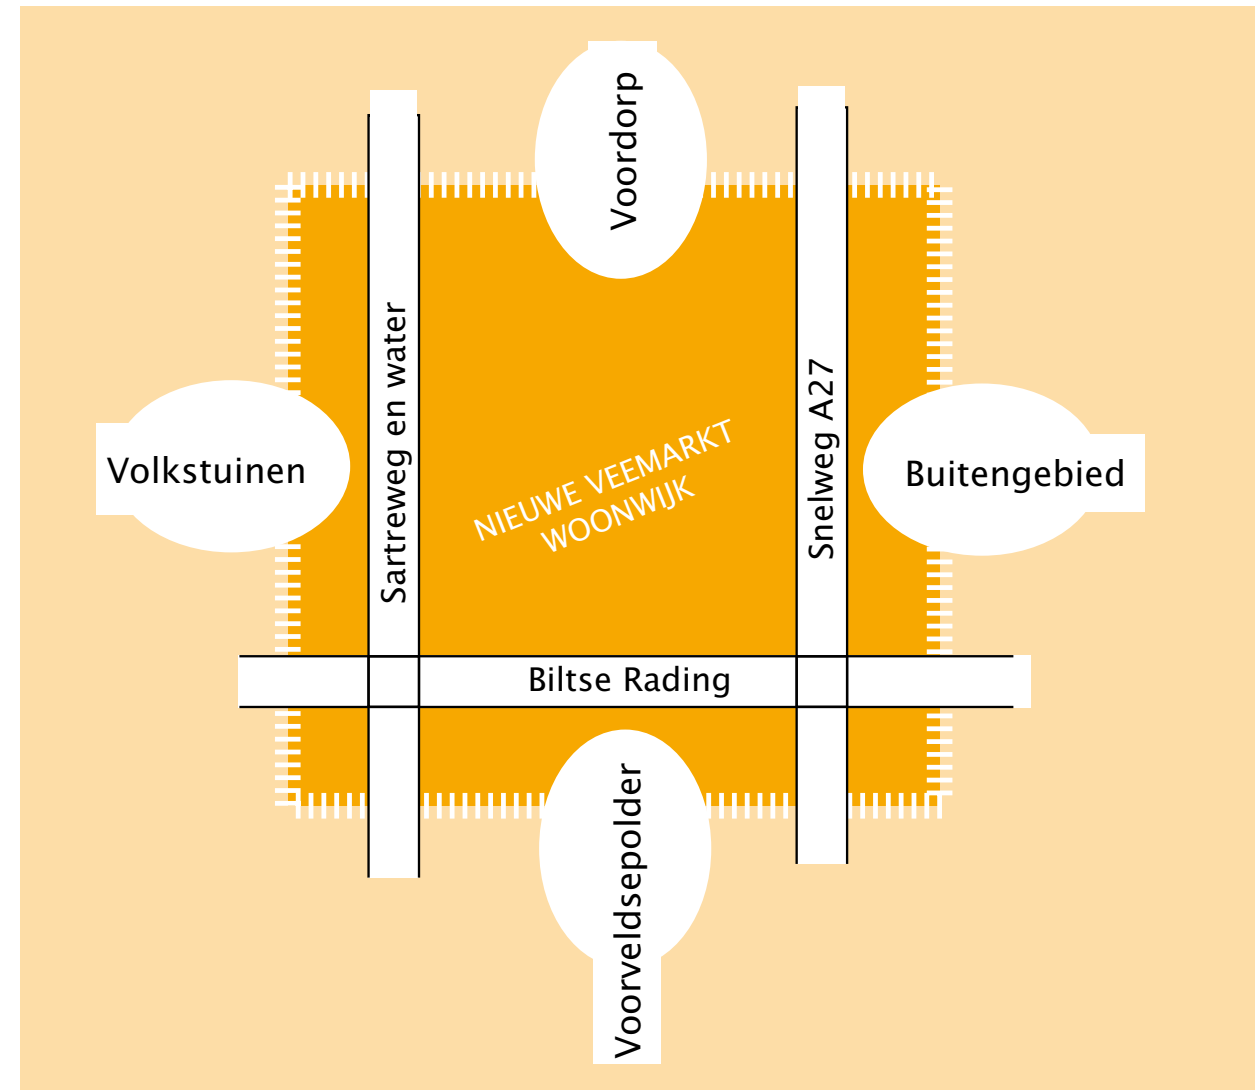 Voordorp
Sartreweg en water
Snelweg A27
Volkstuinen
NIEUWE VEEMARKT
WOONWIJK
Buitengebied
Biltse Rading
Voorveldsepolder